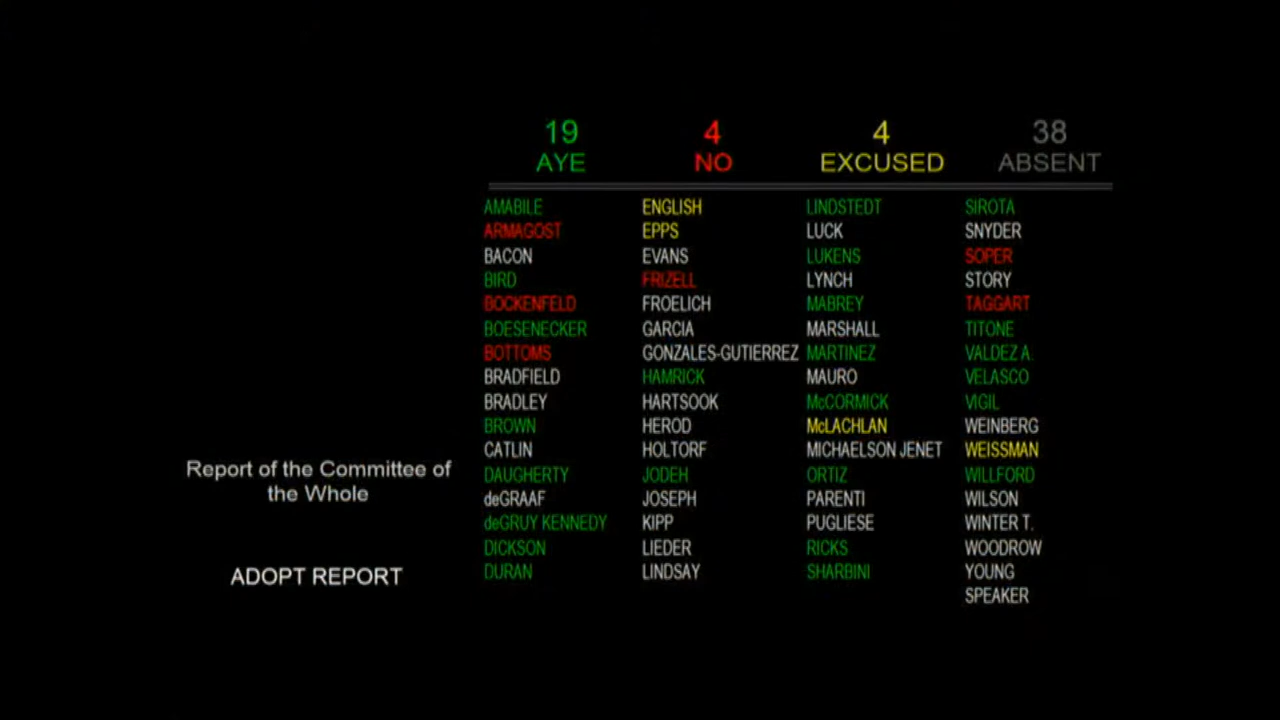 19 4 4 38
AYE NO EXCUSED ABSENT
AMABILE ENGLISH LINDSTEDT SIROTA
ARMAGOST EPPS LUCK SNYDER
BACON EVANS LUKENS SOPER
BIRD FRIZELL LYNCH STORY
BOCKENFELD FROELICH MABREY TAGGART
BOESENECKER GARCIA MARSHALL TITONE
BOTTOMS GONZALES-GUTIERREZ MARTINEZ VALDEZ A.
BRADFIELD HAMRICK MAURO VELASCO
BRADLEY HARTSOOK McCORMICK VIGIL
BROWN HEROD McLACHLAN WEINBERG
CATLIN HOLTORF MICHAELSON JENET WEISSMAN
DAUGHERTY JODEH ORTIZ WILLFORD
deGRAAF JOSEPH PARENTI WILSON
deGRUY KENNEDY KIPP PUGLIESE WINTER T.
DICKSON LIEDER RICKS WOODROW
DURAN LINDSAY SHARBINI YOUNG
SPEAKER
Report of the Committee of
the Whole
ADOPT REPORT